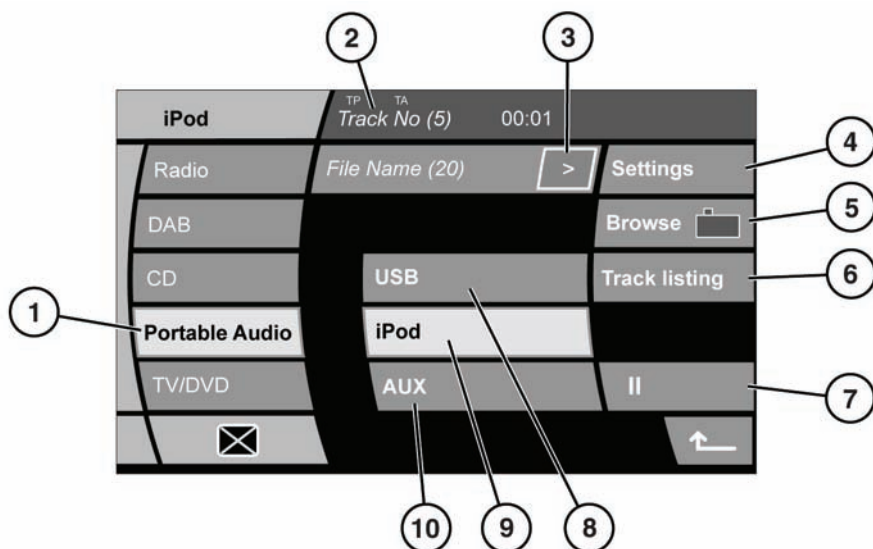 2
3
TP TA
iPod
Track No (5) 00:01
4
Radio
File Name (20) >
Settings
DAB
Browse
5
CD
USB
Track listing
6
1
Portable Audio
iPod
TV/DVD
AUX
II
7
10
9
8